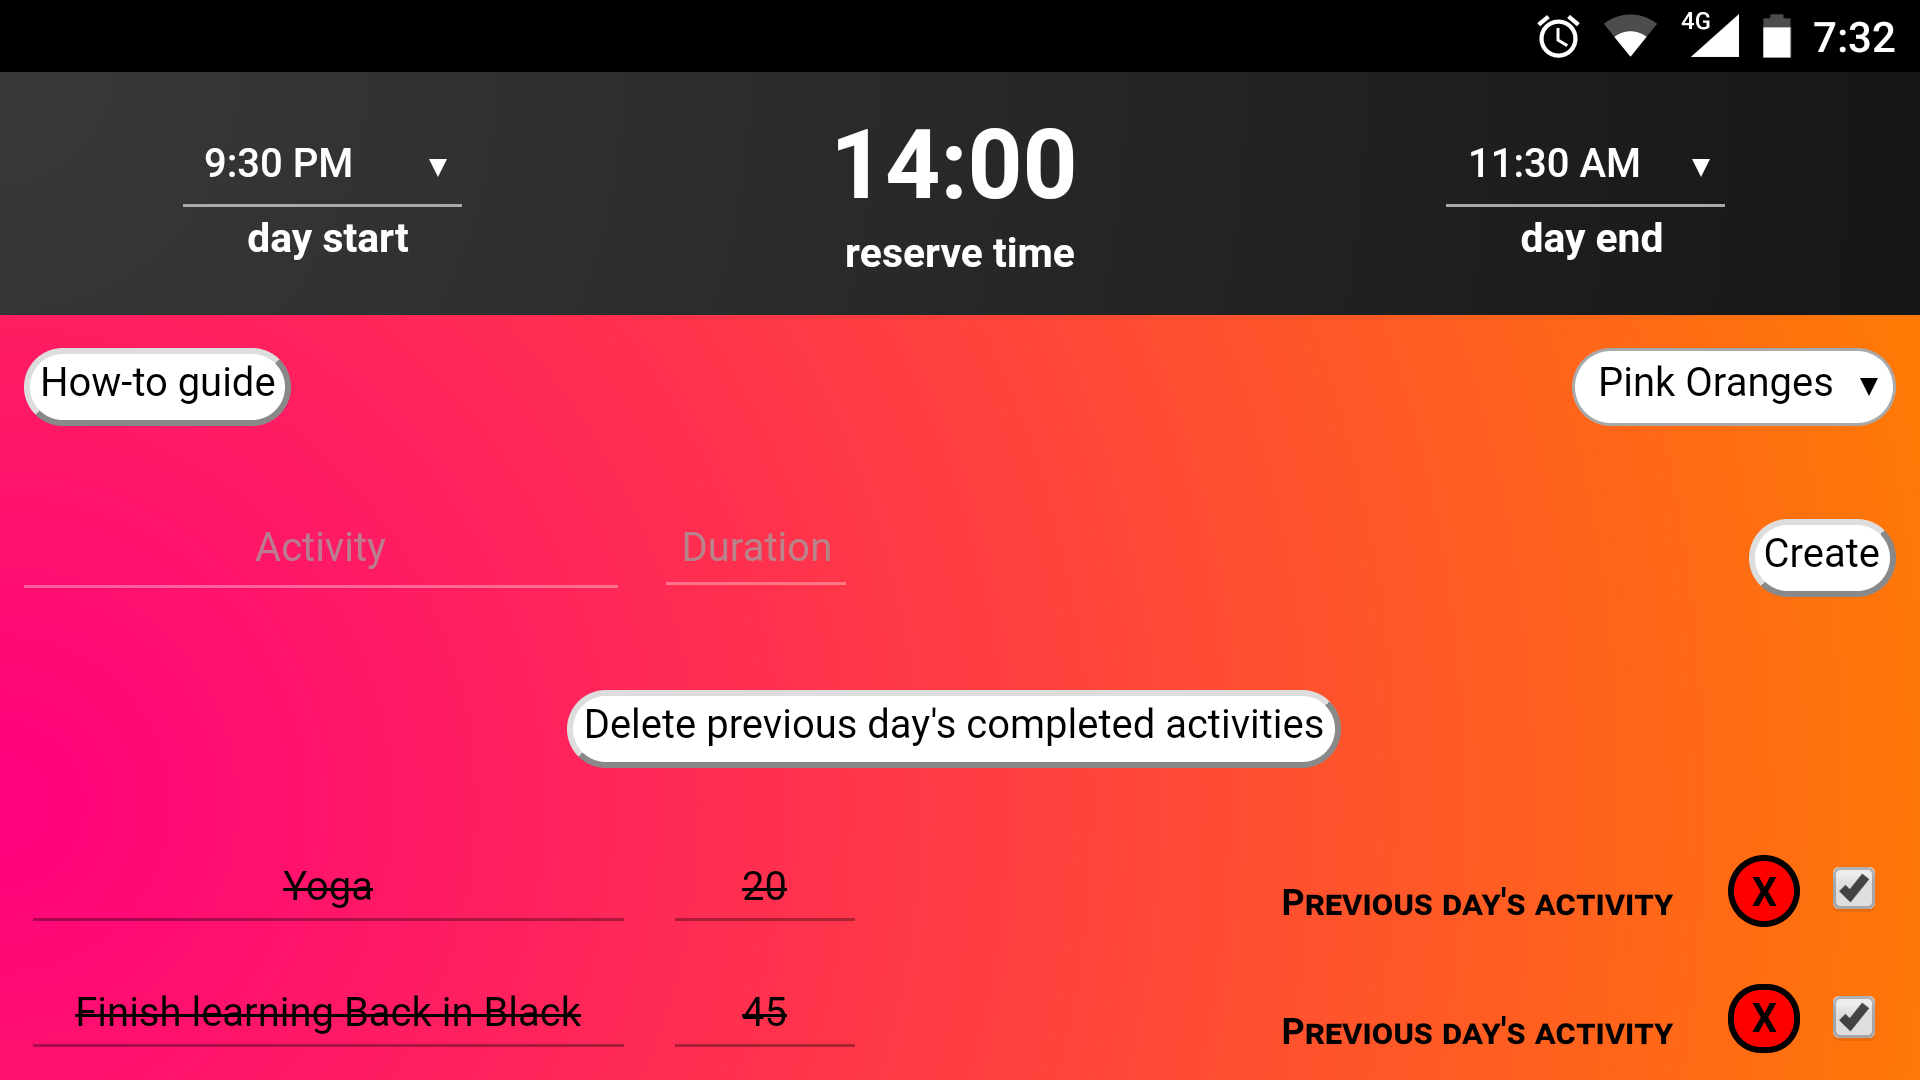 4G 7:32
9:30 PM ▼ 14:00 11:30 AM ▼
day start reserve time day end
How-to guide Pink Oranges ▼
Activity Duration Create
Delete previous day's completed activities
Yoga 20 Previous day's activity X
Finish learning Back in Black 45 Previous day's activity X